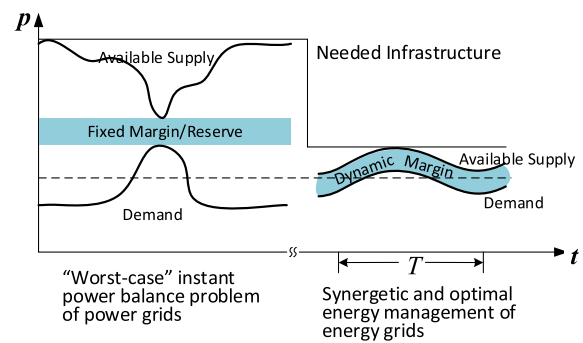 p
Available Supply
Needed Infrastructure
Fixed Margin/Reserve
Dynamic Margin
Available Supply
Demand
Demand
t
T
“Worst-case” instant
power balance problem
of power grids
Synergetic and optimal
energy management of
energy grids